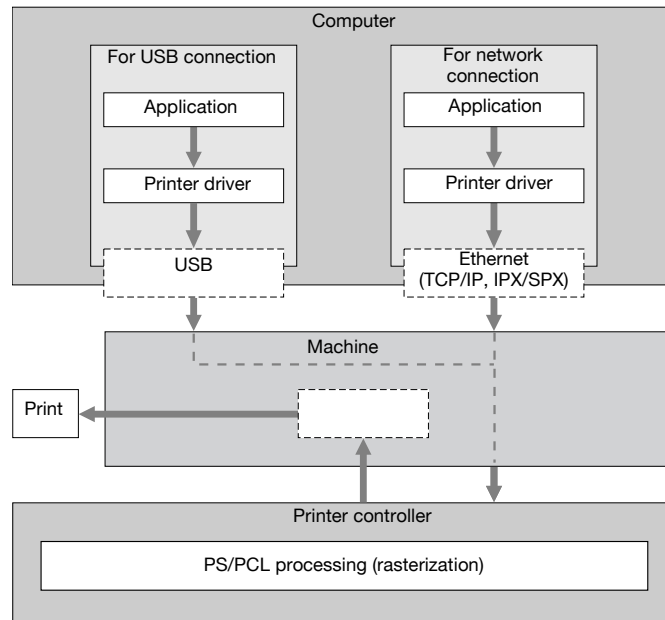 Computer
For USB connection
For network
connection
Application
Application
Printer driver
Printer driver
USB
Ethernet
(TCP/IP, IPX/SPX)
Machine
Print
Printer controller
PS/PCL processing (rasterization)